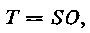 T = SO,